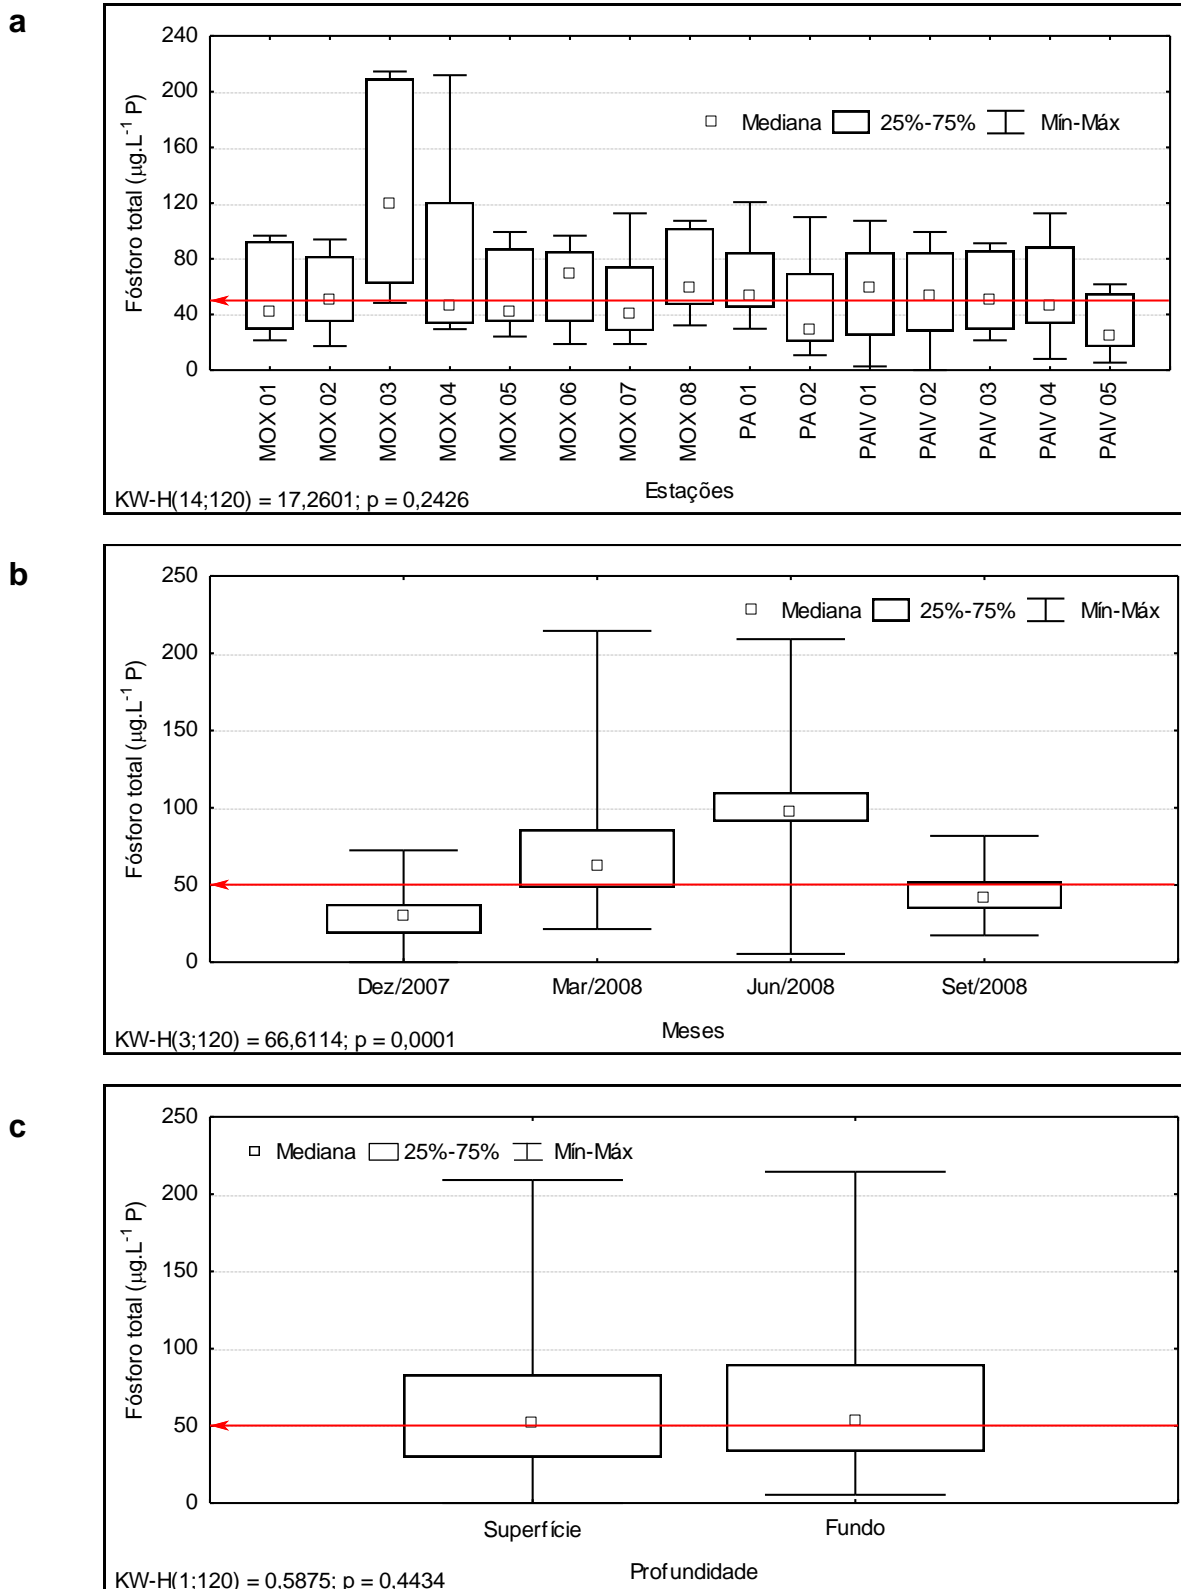 a
240
200
160
120
80
40
0
Fósforo total (µg.L-1 P)
Mediana 25%-75% Mín-Máx
MOX 01 MOX 02 MOX 03 MOX 04 MOX 05 MOX 06 MOX 07 MOX 08 PA 01 PA 02 PAIV 01 PAIV 02 PAIV 03 PAIV 04 PAIV 05
Estações
KW-H(14;120) = 17,2601; p = 0,2426
b
250
200
150
100
50
0
Fósforo total (µg.L-1 P)
Mediana 25%-75% Mín-Máx
Dez/2007 Mar/2008 Jun/2008 Set/2008
Meses
KW-H(3;120) = 66,6114; p = 0,0001
c
250
200
150
100
50
0
Fósforo total (µg.L-1 P)
Mediana 25%-75% Mín-Máx
Superfície Fundo
Profundidade
KW-H(1;120) = 0,5875; p = 0,4434